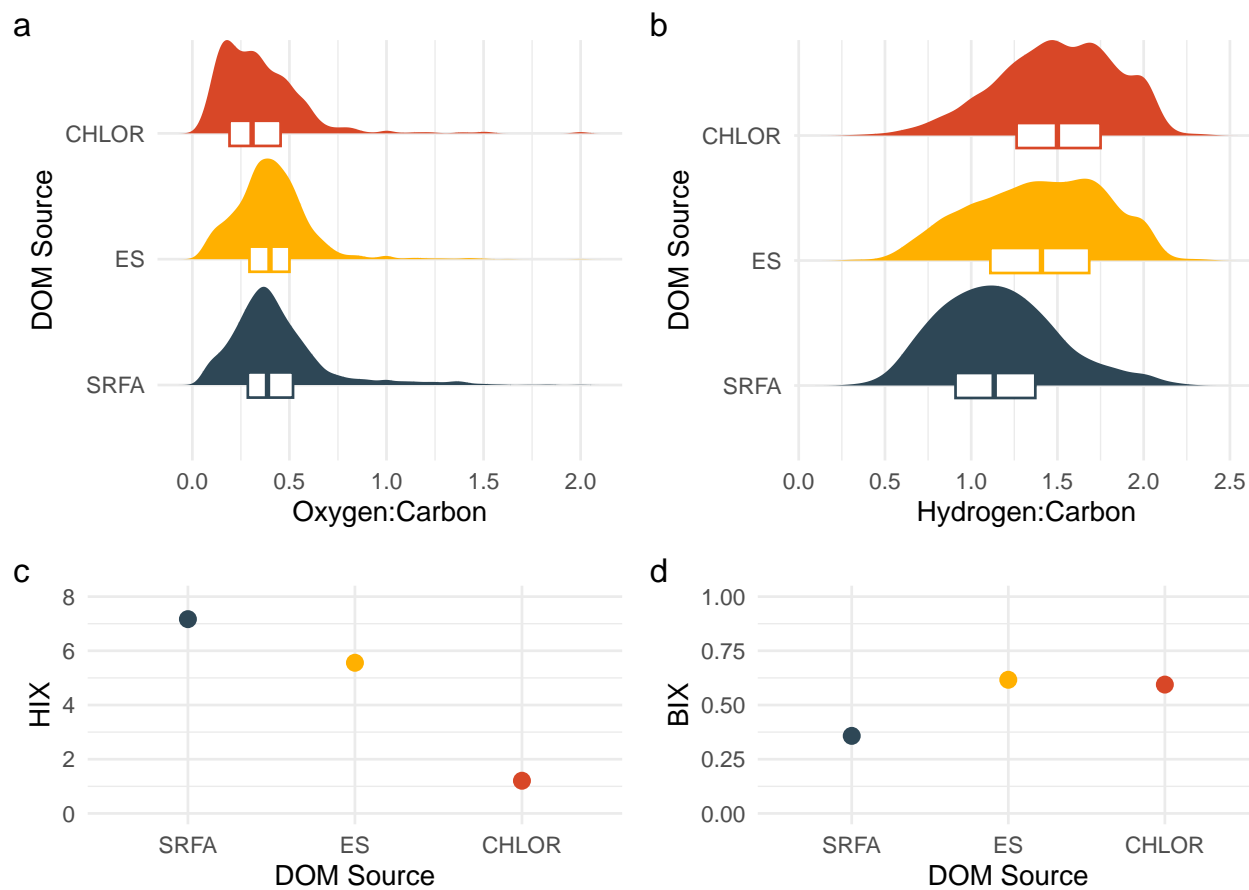 a
DOM Source
CHLOR
ES
SRFA
0.0 0.5 1.0 1.5 2.0
Oxygen:Carbon
b
DOM Source
CHLOR
ES
SRFA
0.0 0.5 1.0 1.5 2.0 2.5
Hydrogen:Carbon
c
HIX
8
6
4
2
0
SRFA ES CHLOR
DOM Source
d
BIX
1.00
0.75
0.50
0.25
0.00
SRFA ES CHLOR
DOM Source